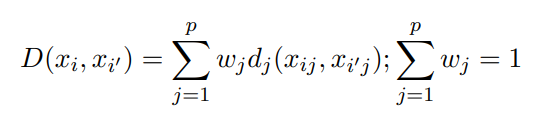 $D(x_i, x_{i'}) = \sum_{j=1}^{p} w_j d_j(x_{ij}, x_{i'j}); \sum_{j=1}^{p} w_j = 1$